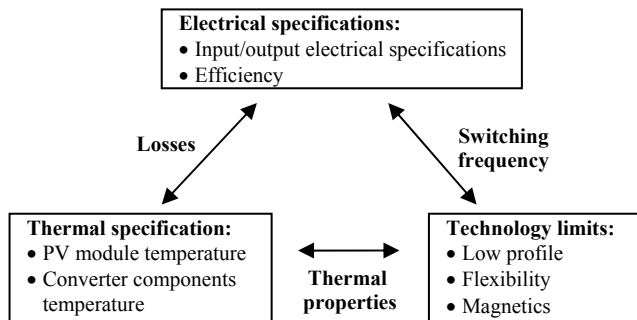 Electrical specifications:
• Input/output electrical specifications
• Efficiency
Losses
Switching
frequency
Thermal specification:
• PV module temperature
• Converter components
temperature
Thermal
properties
Technology limits:
• Low profile
• Flexibility
• Magnetics